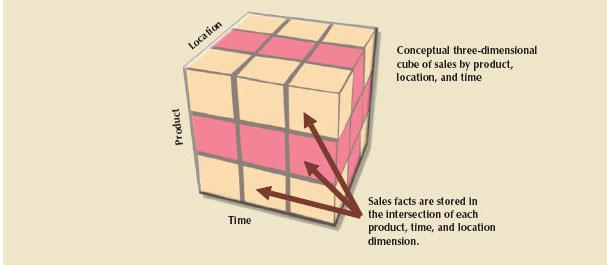 Location
Conceptual three-dimensional
cube of sales by product,
location, and time
Product
Time
Sales facts are stored in
the intersection of each
product, time, and location
dimension.